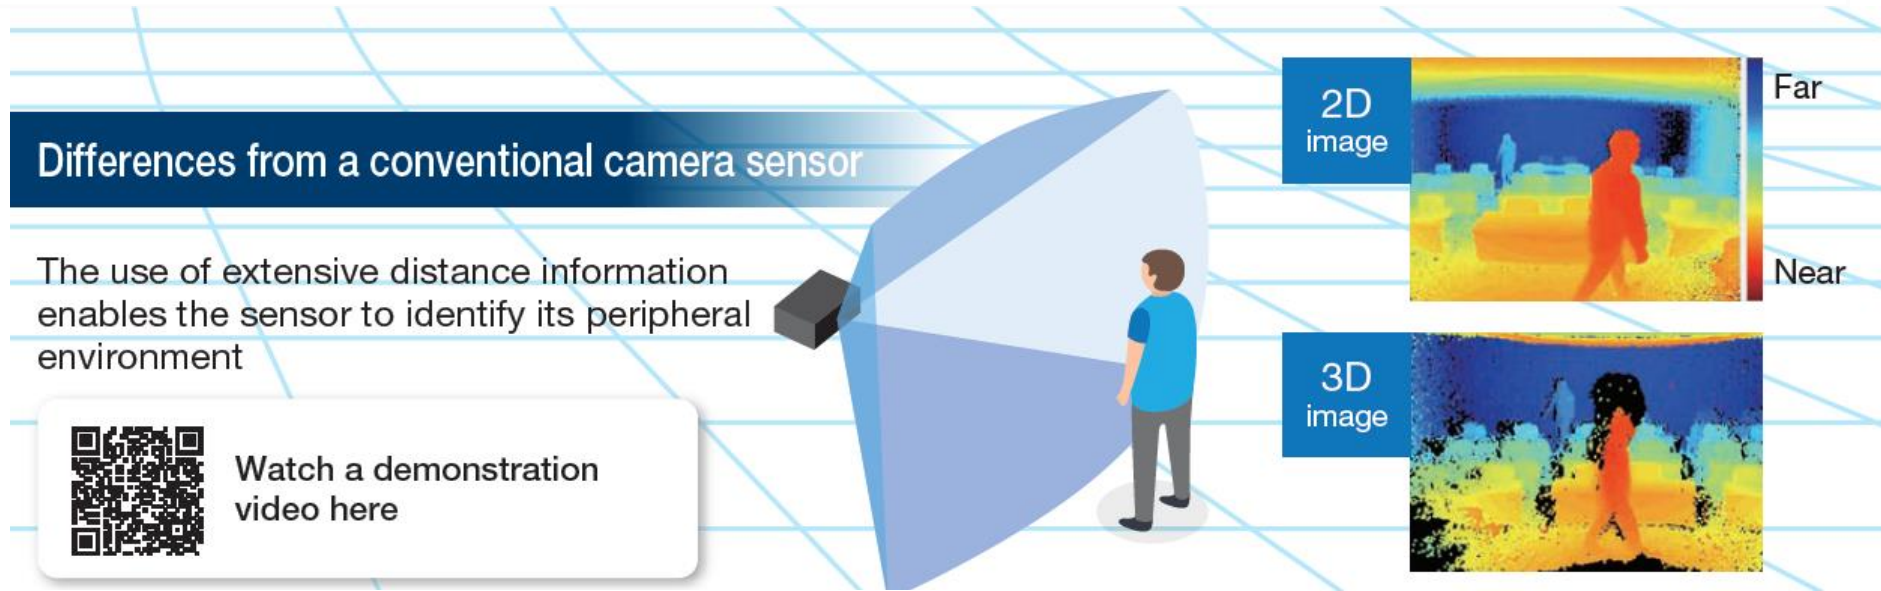 Differences from a conventional camera sensor
The use of extensive distance information
enables the sensor to identify its peripheral
environment
Watch a demonstration
video here
2D
image
Far
Near
3D
image